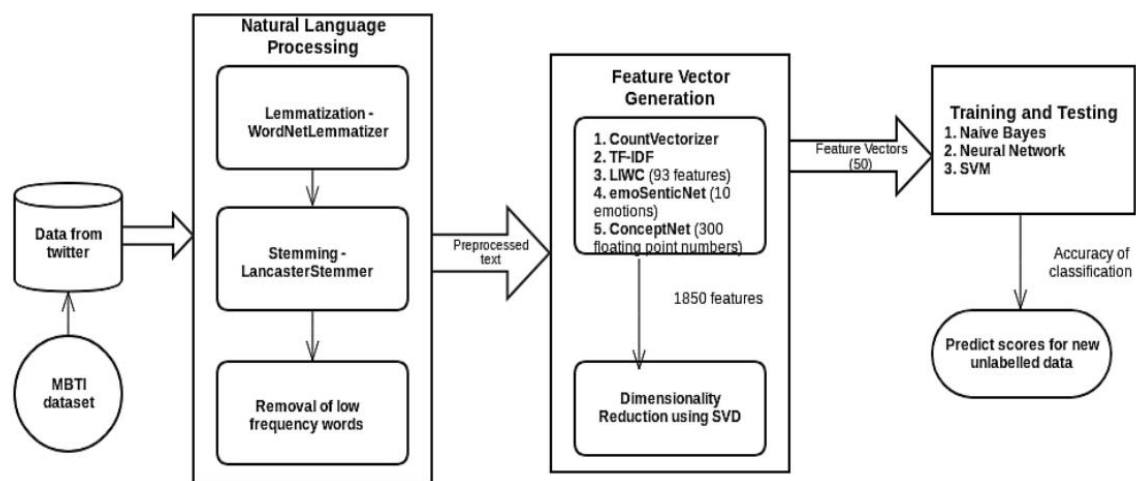 MBTI
dataset
Data from
twitter
Natural Language
Processing
Lemmatization -
WordNetLemmatizer
Stemming -
LancasterStemmer
Removal of low
frequency words
Preprocessed
text
Feature Vector
Generation
1. CountVectorizer
2. TF-IDF
3. LIWC (93 features)
4. emoSenticNet (10
emotions)
5. ConceptNet (300
floating point numbers)
1850 features
Dimensionality
Reduction using SVD
Feature Vectors
(50)
Training and Testing
1. Naive Bayes
2. Neural Network
3. SVM
Accuracy of
classification
Predict scores for new
unlabelled data